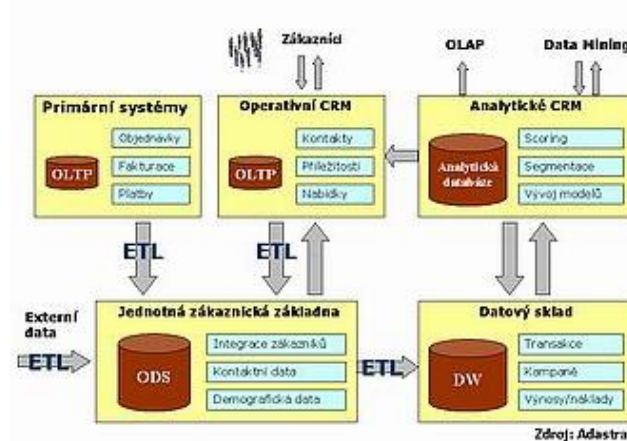 Zákazníci
OLAP
Data Mining
Primární systémy
OLTP
Objednávky
Fakturace
Platby
Operativní CRM
OLTP
Kontakty
Příležitosti
Nabídky
Analytické CRM
Analytická
databáze
Scoring
Segmentace
Vývoj modelů
ETL
ETL
Externí
data
ETL
Jednotná zákaznická základna
ODS
Integrace zákazníků
Kontaktní data
Demografická data
ETL
Datový sklad
DW
Transakce
Kampaně
Výnosy/náklady
Zdroj: Adastra